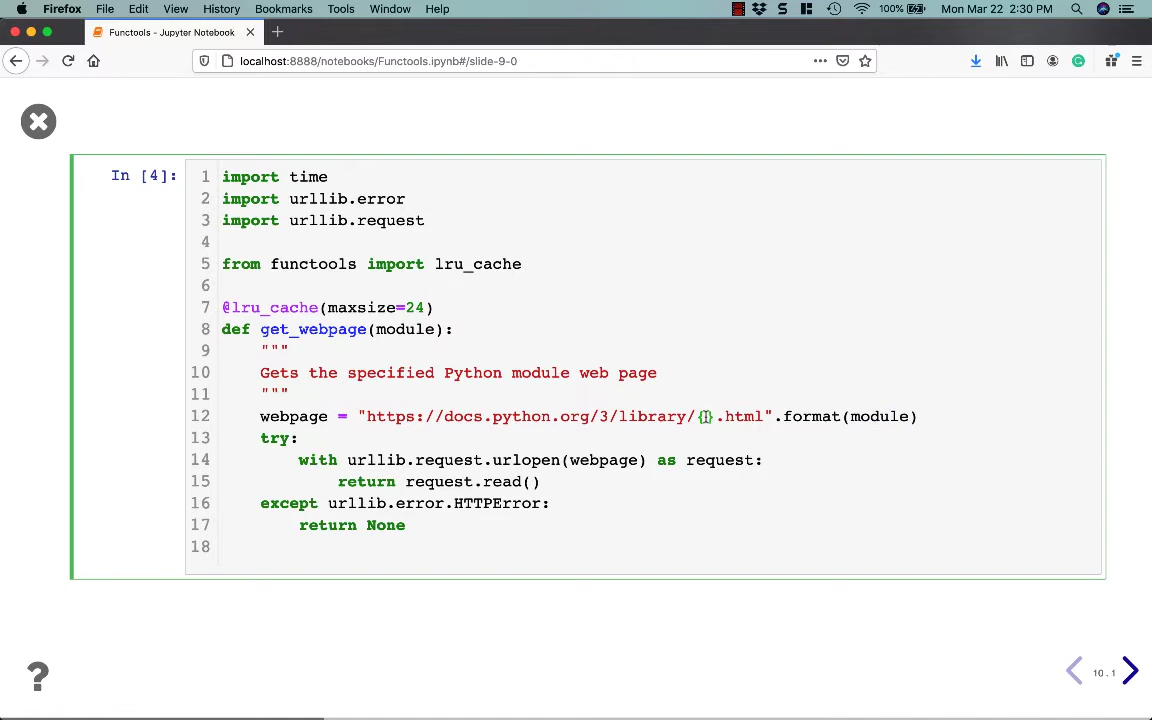 Firefox File Edit View History Bookmarks Tools Window Help 100% Mon Mar 22 2:30 PM
Functools - Jupyter Notebook
localhost:8888/notebooks/Functools.ipynb#/slide-9-0
In [4]:
1 import time
2 import urllib.error
3 import urllib.request
4
5 from functools import lru_cache
6
7 @lru_cache(maxsize=24)
8 def get_webpage(module):
9 """
10 Gets the specified Python module web page
11 """
12 webpage = "https://docs.python.org/3/library/{}.html".format(module)
13 try:
14 with urllib.request.urlopen(webpage) as request:
15 return request.read()
16 except urllib.error.HTTPError:
17 return None
18
?
10.1